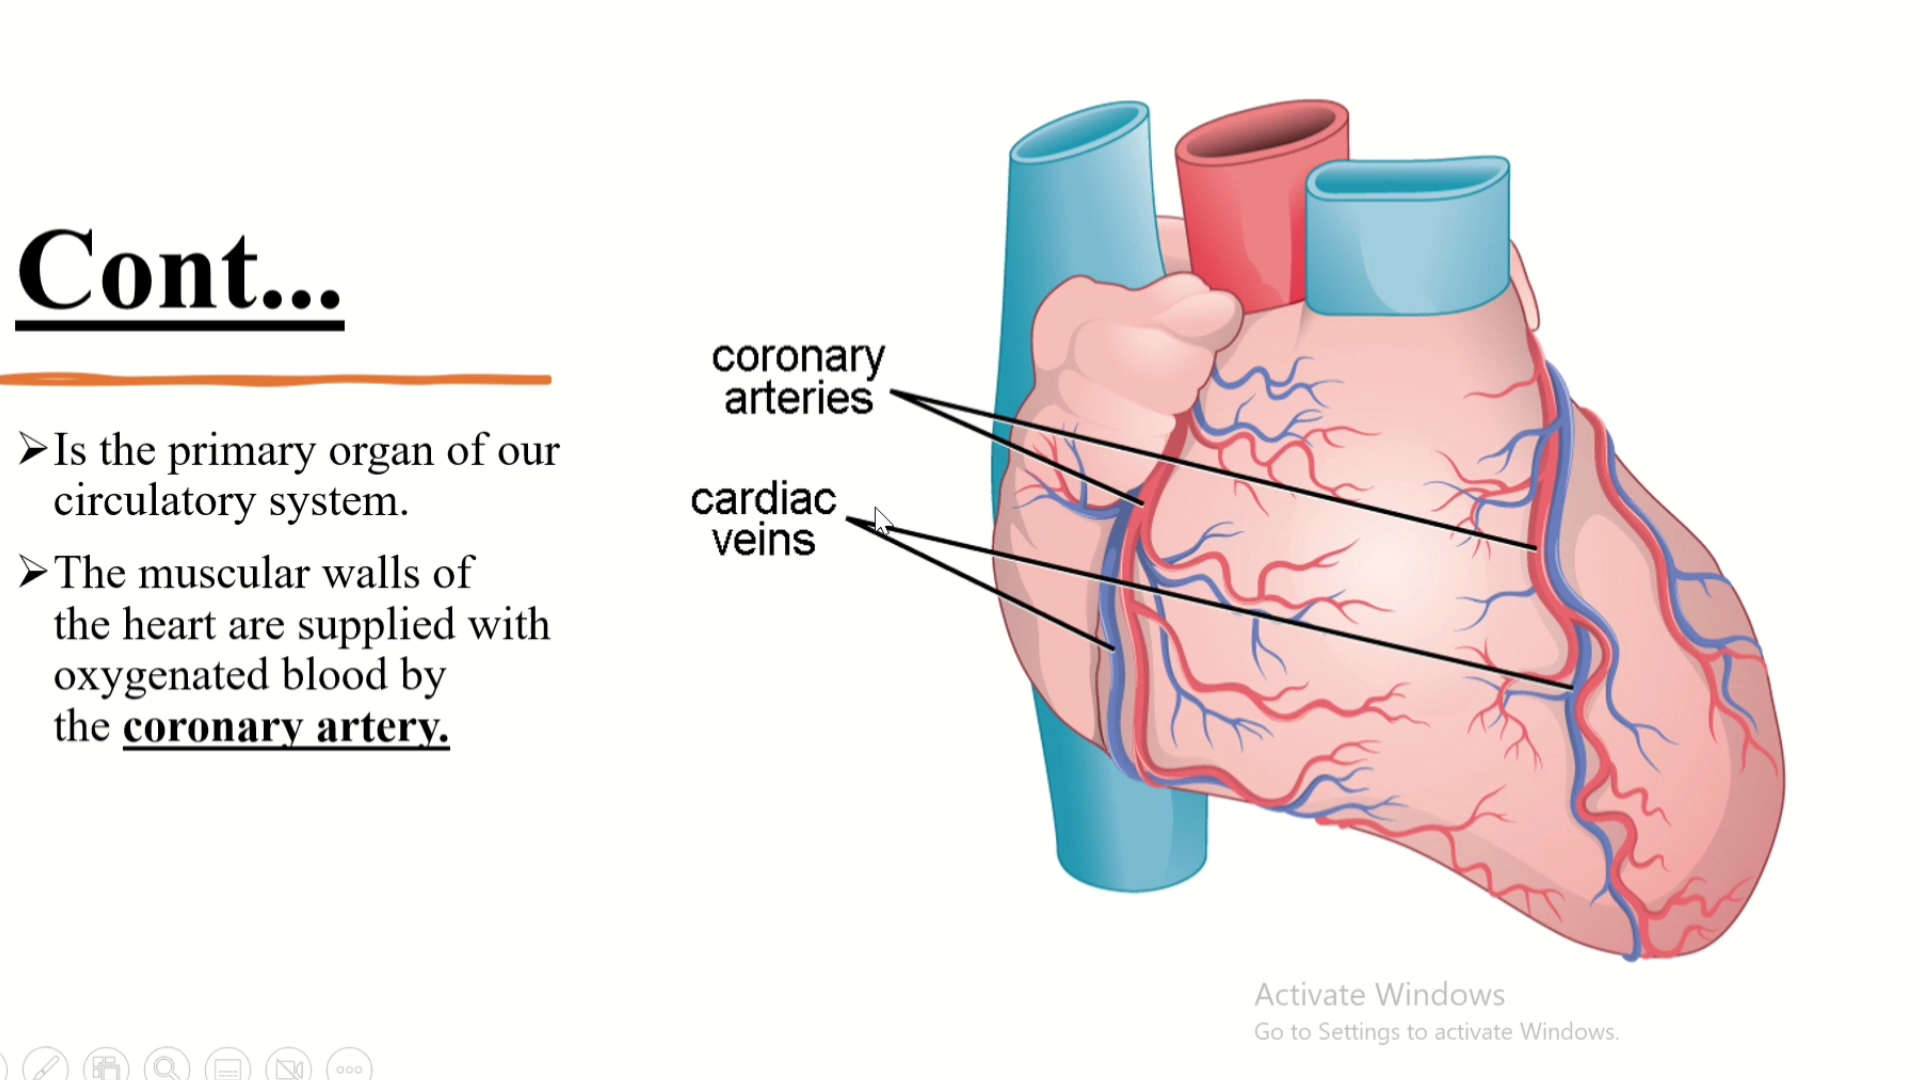 Cont...
➢Is the primary organ of our
circulatory system.
➢The muscular walls of
the heart are supplied with
oxygenated blood by
the coronary artery.
coronary
arteries
cardiac
veins
Activate Windows
Go to Settings to activate Windows.